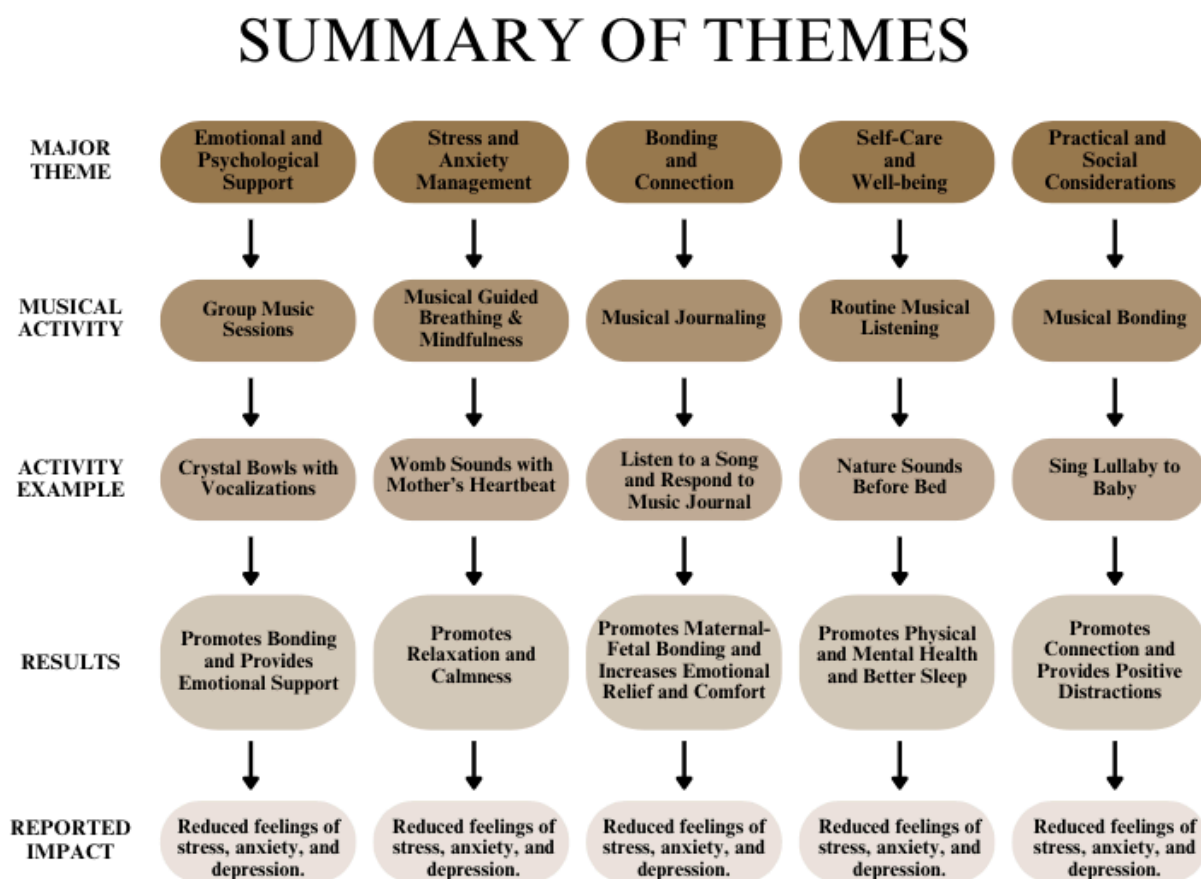 SUMMARY OF THEMES
MAJOR
THEME
Emotional and
Psychological
Support
Stress and
Anxiety
Management
Bonding
and
Connection
Self-Care
and
Well-being
Practical and
Social
Considerations
MUSICAL
ACTIVITY
Group Music
Sessions
Musical Guided
Breathing &
Mindfulness
Musical Journaling
Routine Musical
Listening
Musical Bonding
ACTIVITY
EXAMPLE
Crystal Bowls with
Vocalizations
Womb Sounds with
Mother's Heartbeat
Listen to a Song
and Respond to
Music Journal
Nature Sounds
Before Bed
Sing Lullaby to
Baby
RESULTS
Promotes Bonding
and Provides
Emotional Support
Promotes
Relaxation and
Calmness
Promotes Maternal-
Fetal Bonding and
Increases Emotional
Relief and Comfort
Promotes Physical
and Mental Health
and Better Sleep
Promotes
Connection and
Provides Positive
Distractions
REPORTED
IMPACT
Reduced feelings of
stress, anxiety, and
depression.
Reduced feelings of
stress, anxiety, and
depression.
Reduced feelings of
stress, anxiety, and
depression.
Reduced feelings of
stress, anxiety, and
depression.
Reduced feelings of
stress, anxiety, and
depression.